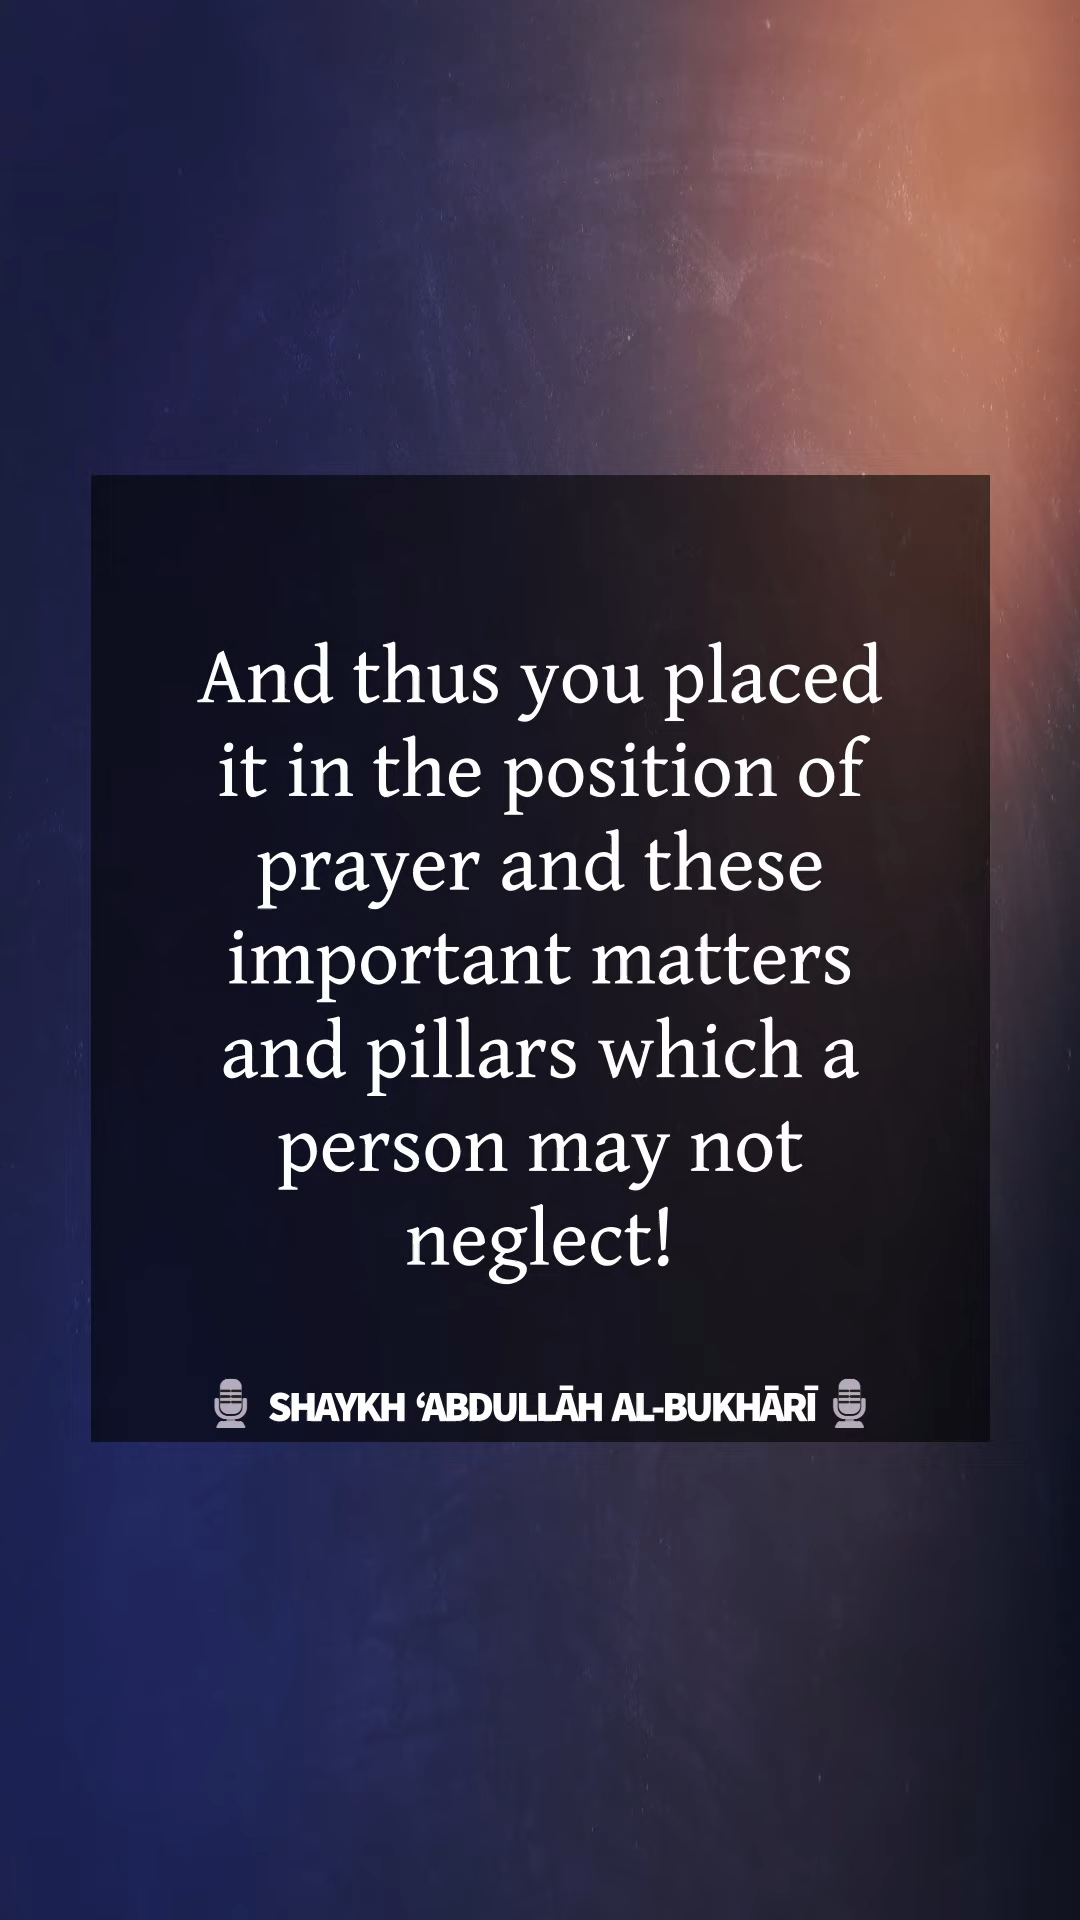 And thus you placed
it in the position of
prayer and these
important matters
and pillars which a
person may not
neglect!
SHAYKH ‘ABDULLĀH AL-BUKHĀRĪ